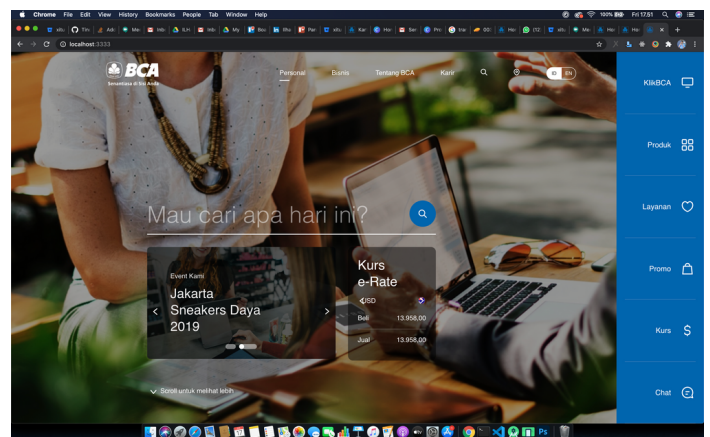 Chrome File Edit View History Bookmarks People Tab Window Help
100% Fri 17.51
localhost:3333
BCA
Senantiasa di Sisi Anda
Personal Bisnis Tentang BCA Karir
ID EN
KlikBCA
Produk
Layanan
Promo
Kurs
Chat
Mau cari apa hari ini?
Event Kami
Jakarta
Sneakers Daya
2019
Kurs
e-Rate
USD
Beli 13.958,00
Jual 13.958,00
Scroll untuk melihat lebih